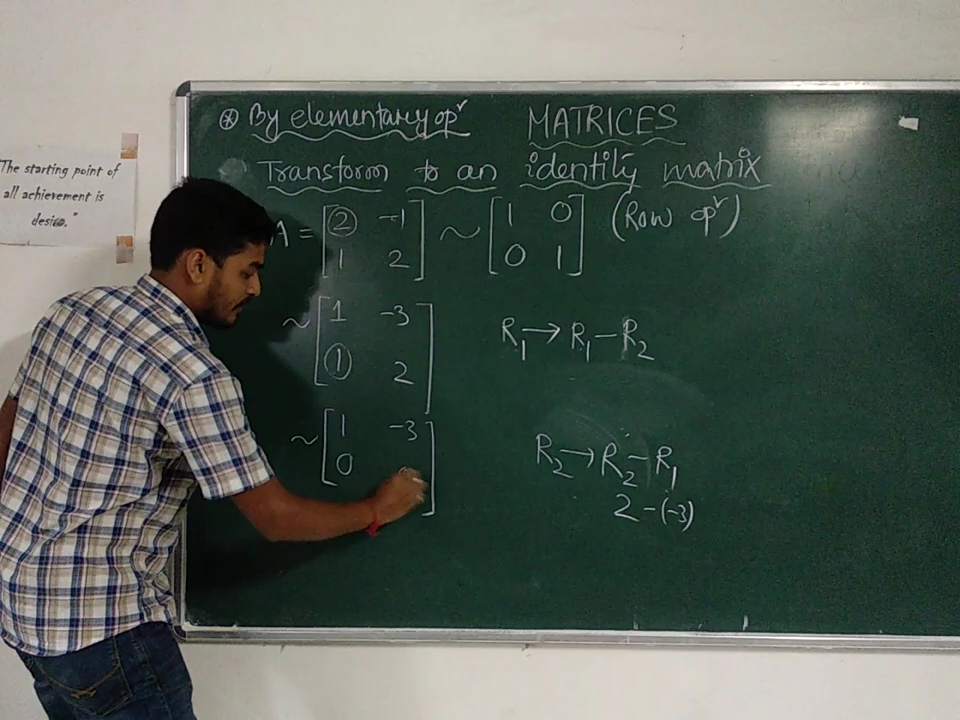 The starting point of
all achievement is
desire."
⊛ By elementary opʳ MATRICES
Transform to an identity matrix
A = [2 -1 ~ [1 0 (Row opʳ)
1 2] 0 1]
~ [1 -3
1 2] R₁ → R₁ - R₂
~ [1 -3
0 ] R₂ → R₂ - R₁
2 - (-3)